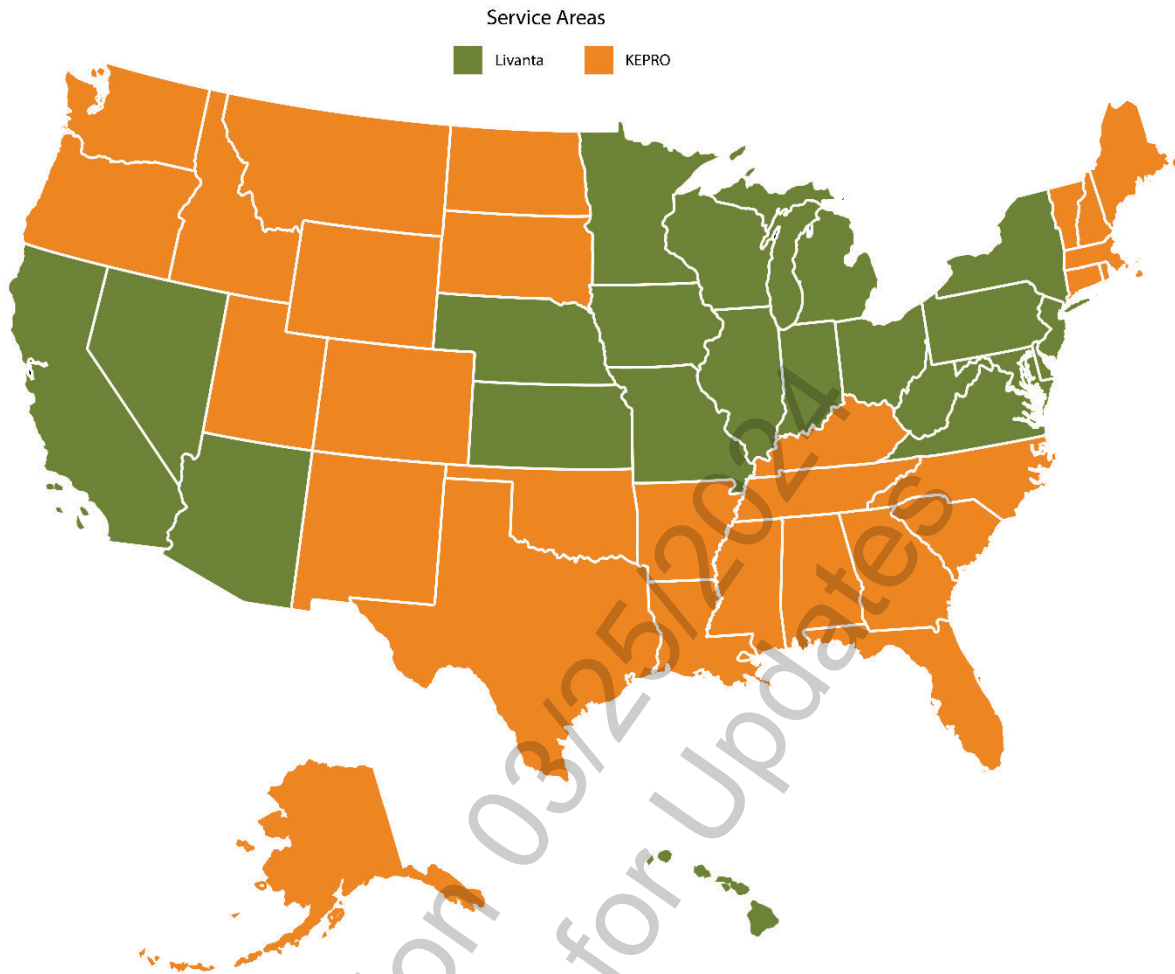 Service Areas
Livanta
KEPRO
on 03/25/2024
for Updates